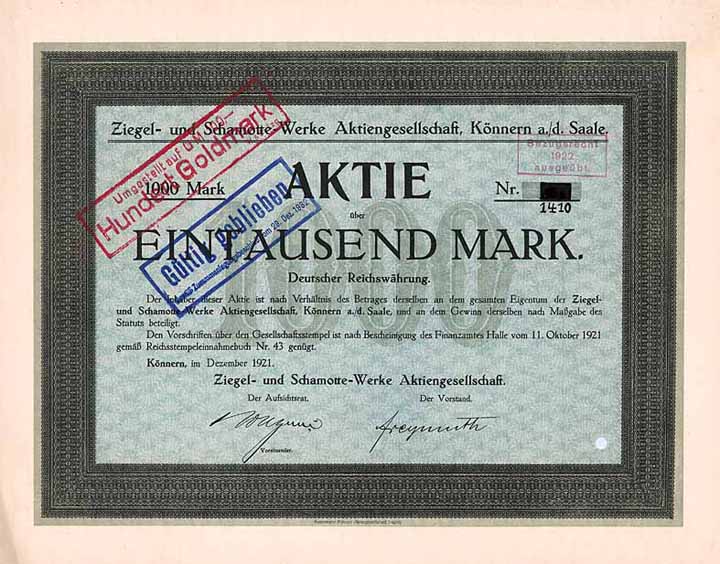 Ziegel- und Schamotte-Werke Aktiengesellschaft, Könnern a./d. Saale.
Umgestellt auf G.M. 100,-
Hundert Goldmark
Bezugsrecht
1922
ausgeübt.
1000 Mark
AKTIE
Nr.
1410
Gültig geblieben
über
EINTAUSEND MARK.
Deutscher Reichswährung.
Der Inhaber dieser Aktie ist nach Verhältnis des Betrages derselben an dem gesamten Eigentum der Ziegel-
und Schamotte-Werke Aktiengesellschaft, Könnern a./d. Saale, und an dem Gewinn derselben nach Maßgabe des
Statuts beteiligt.
Den Vorschriften über den Gesellschaftsstempel ist nach Bescheinigung des Finanzamtes Halle vom 11. Oktober 1921
gemäß Reichsstempeleinnahmebuch Nr. 43 genügt.
Könnern, im Dezember 1921.
Ziegel- und Schamotte-Werke Aktiengesellschaft.
Der Aufsichtsrat.
Der Vorstand.
Vorsitzender.